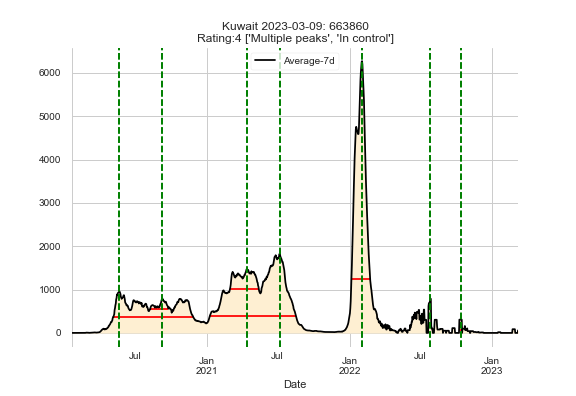 Kuwait 2023-03-09: 663860
Rating:4 ['Multiple peaks', 'In control']
Average-7d
6000
5000
4000
3000
2000
1000
0
Jul
Jan
2021
Jul
Jan
2022
Jul
Jan
2023
Date